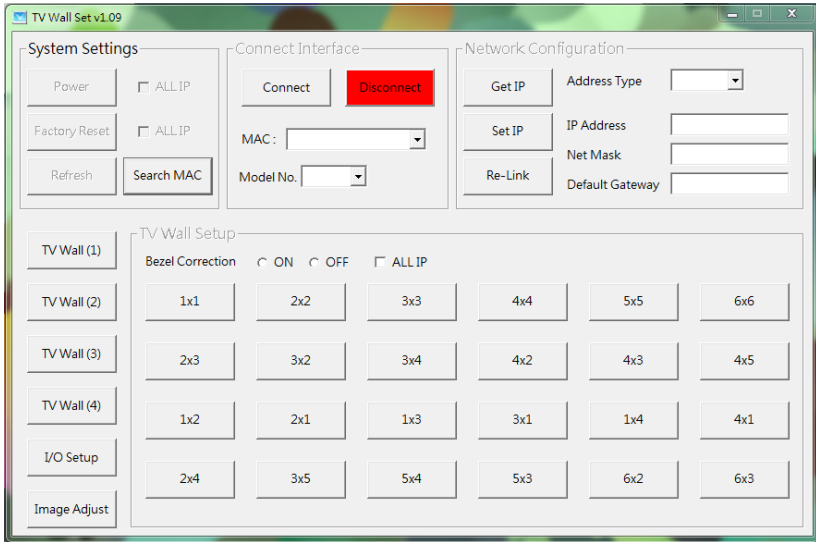 TV Wall Set v1.09
System Settings
Power
ALL IP
Factory Reset
ALL IP
Refresh
Search MAC
Connect Interface
Connect
Disconnect
MAC :
Model No.
Network Configuration
Get IP
Address Type
Set IP
IP Address
Net Mask
Re-Link
Default Gateway
TV Wall (1)
TV Wall (2)
TV Wall (3)
TV Wall (4)
I/O Setup
Image Adjust
TV Wall Setup
Bezel Correction ON OFF ALL IP
1x1 2x2 3x3 4x4 5x5 6x6
2x3 3x2 3x4 4x2 4x3 4x5
1x2 2x1 1x3 3x1 1x4 4x1
2x4 3x5 5x4 5x3 6x2 6x3